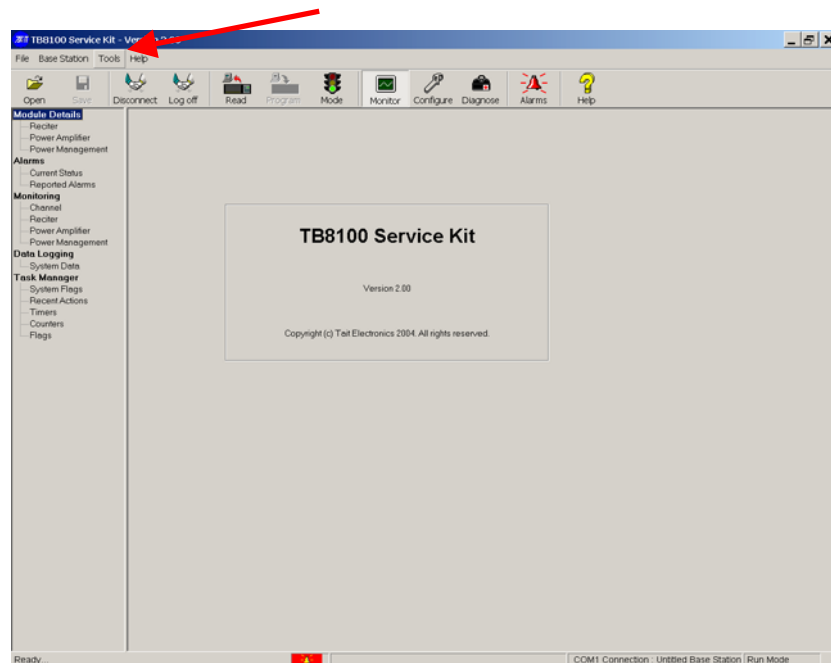 TB8100 Service Kit - Version 2.00
File Base Station Tools Help
Open Save Disconnect Log off Read Program Mode Monitor Configure Diagnose Alarms Help
Module Details
Reciter
Power Amplifier
Power Management
Alarms
Current Status
Reported Alarms
Monitoring
Channel
Reciter
Power Amplifier
Power Management
Data Logging
System Data
Task Manager
System Flags
Recent Actions
Timers
Counters
Flags
TB8100 Service Kit
Version 2.00
Copyright (c) Tait Electronics 2004. All rights reserved.
Ready... COM1 Connection : Untitled Base Station Run Mode